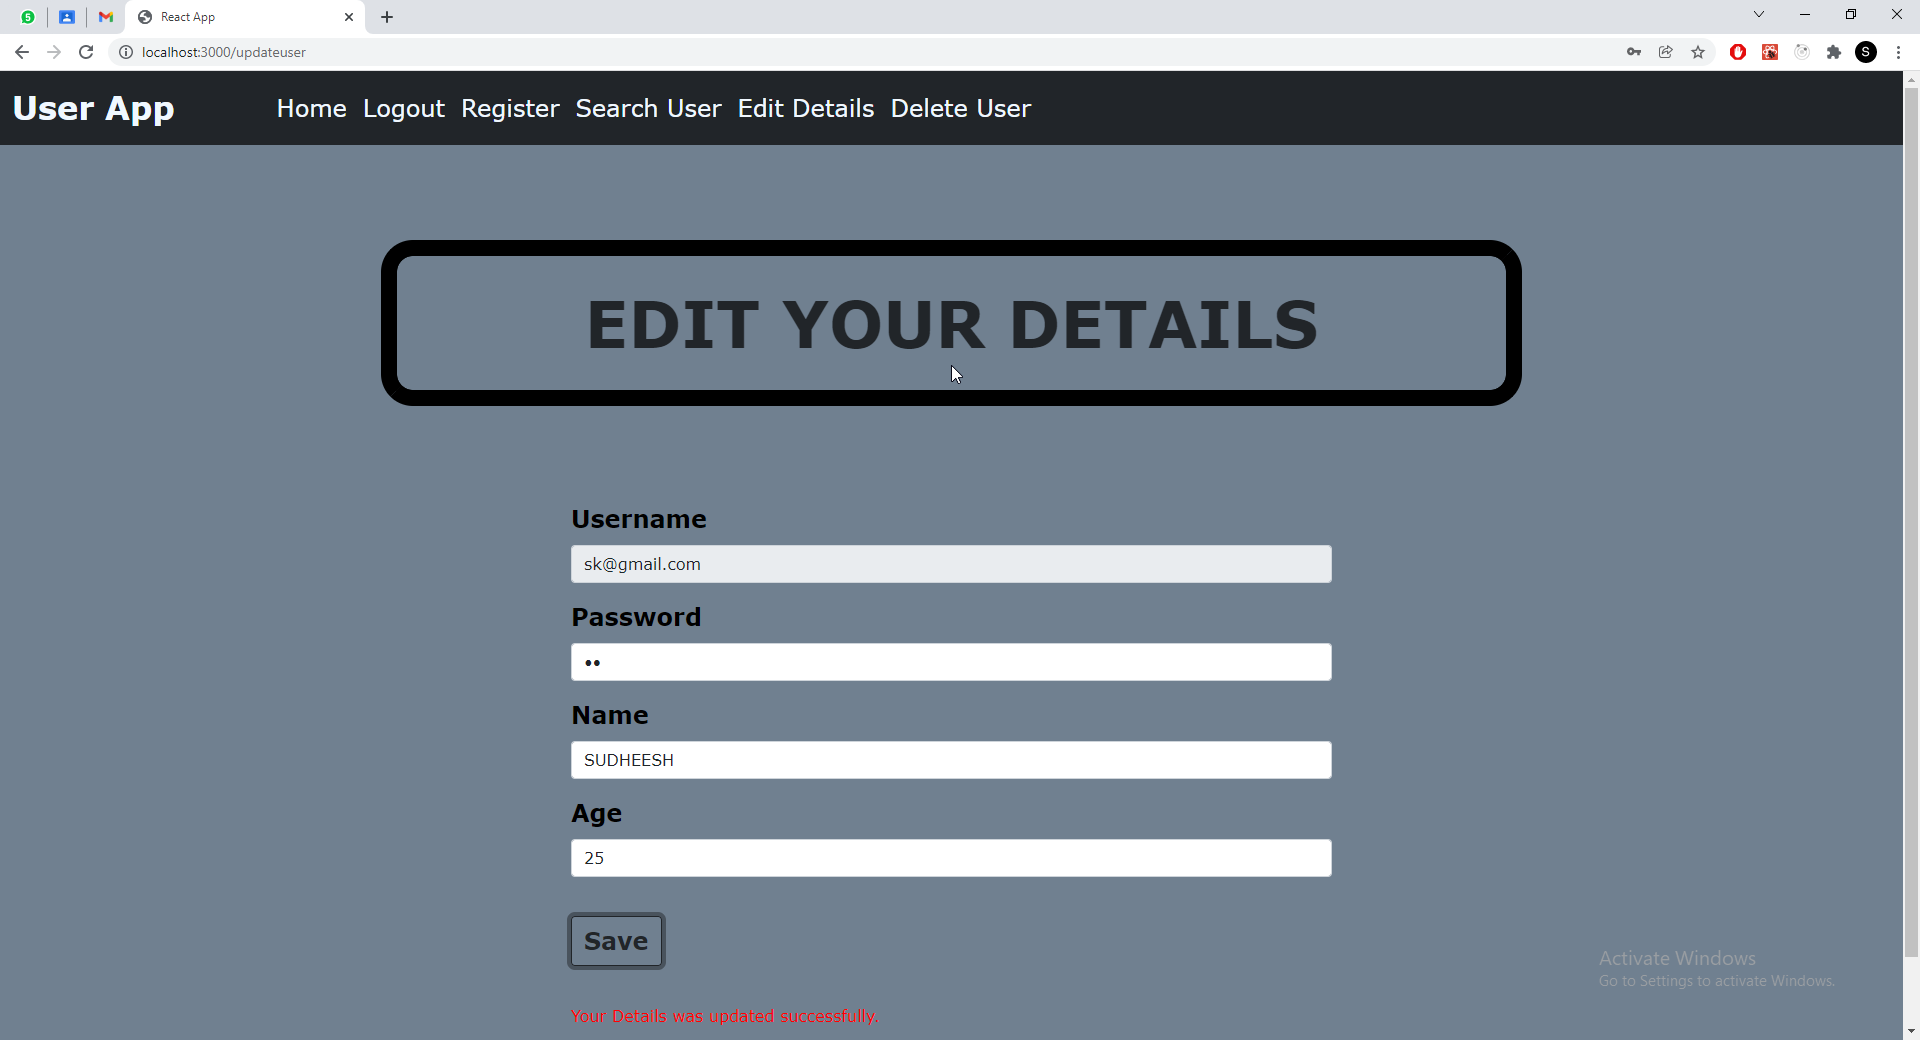 React App
localhost:3000/updateuser
S
User App Home Logout Register Search User Edit Details Delete User
EDIT YOUR DETAILS
Username
sk@gmail.com
Password
••
Name
SUDHEESH
Age
25
Save
Activate Windows
Go to Settings to activate Windows.
Your Details was updated successfully.